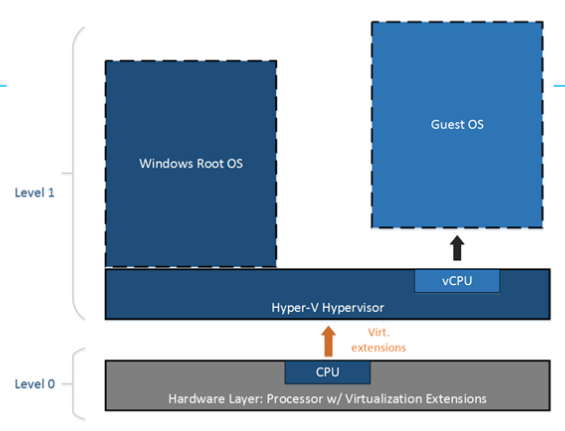 Guest OS
Windows Root OS
Level 1
vCPU
Hyper-V Hypervisor
Virt.
extensions
CPU
Level 0
Hardware Layer: Processor w/ Virtualization Extensions